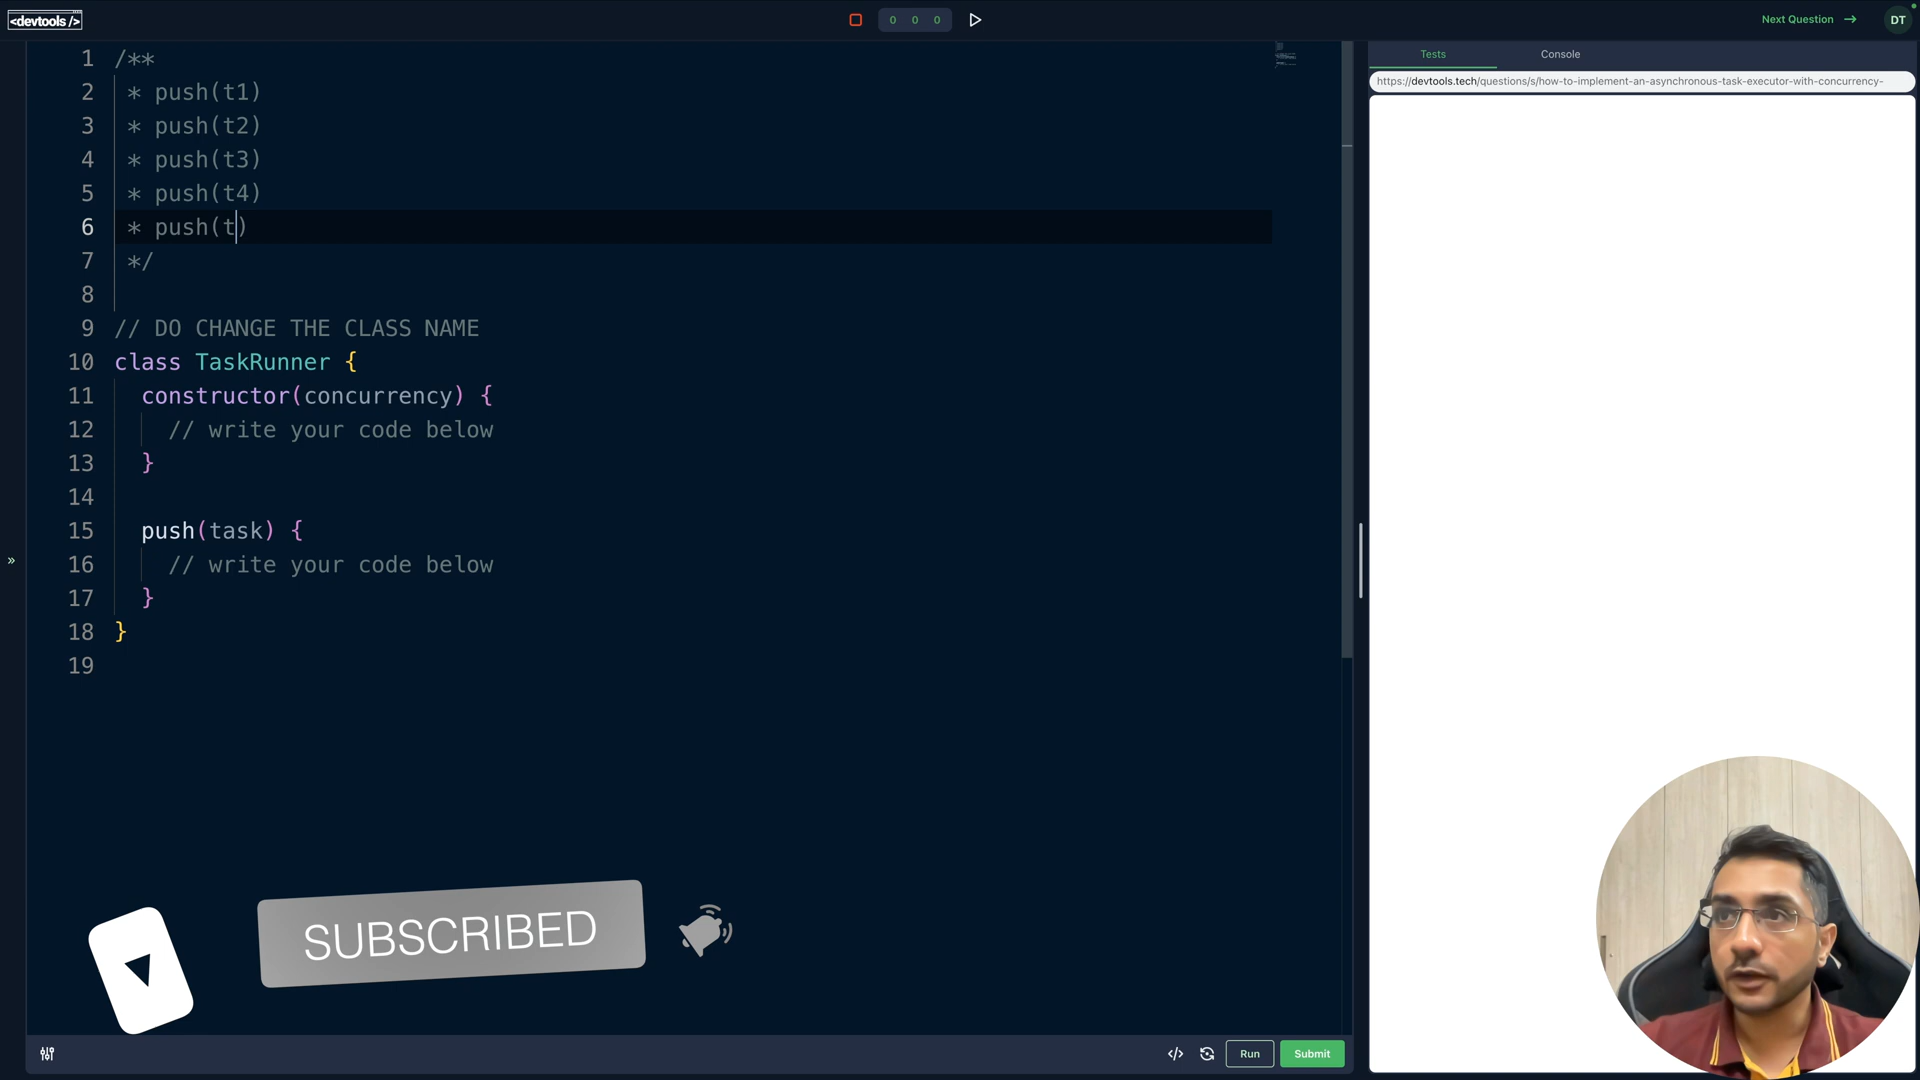 <devtools />
0 0 0
Next Question →
DT
1 /**
2 * push(t1)
3 * push(t2)
4 * push(t3)
5 * push(t4)
6 * push(t)
7 */
8
9 // DO CHANGE THE CLASS NAME
10 class TaskRunner {
11 constructor(concurrency) {
12 // write your code below
13 }
14
15 push(task) {
16 // write your code below
17 }
18 }
19
»
Tests Console
https://devtools.tech/questions/s/how-to-implement-an-asynchronous-task-executor-with-concurrency-
SUBSCRIBED
</> Run Submit